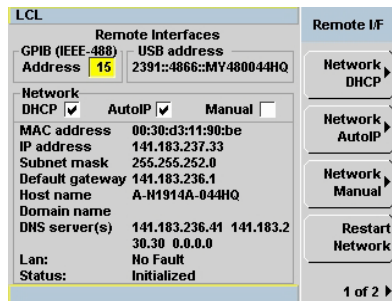 LCL
Remote Interfaces
GPIB (IEEE-488)
Address 15
USB address
2391::4866::MY480044HQ
Network
DHCP AutoIP Manual
MAC address 00:30:d3:11:90:be
IP address 141.183.237.33
Subnet mask 255.255.252.0
Default gateway 141.183.236.1
Host name A-N1914A-044HQ
Domain name
DNS server(s) 141.183.236.41 141.183.2
30.30 0.0.0.0
Lan: No Fault
Status: Initialized
Remote I/F
Network
DHCP
Network
AutoIP
Network
Manual
Restart
Network
1 of 2